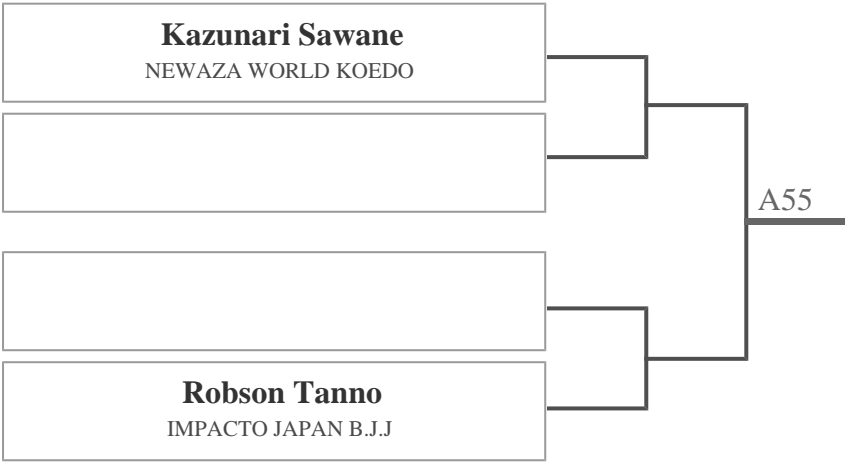 Kazunari Sawane
NEWAZA WORLD KOEDO
A55
Robson Tanno
IMPACTO JAPAN B.J.J